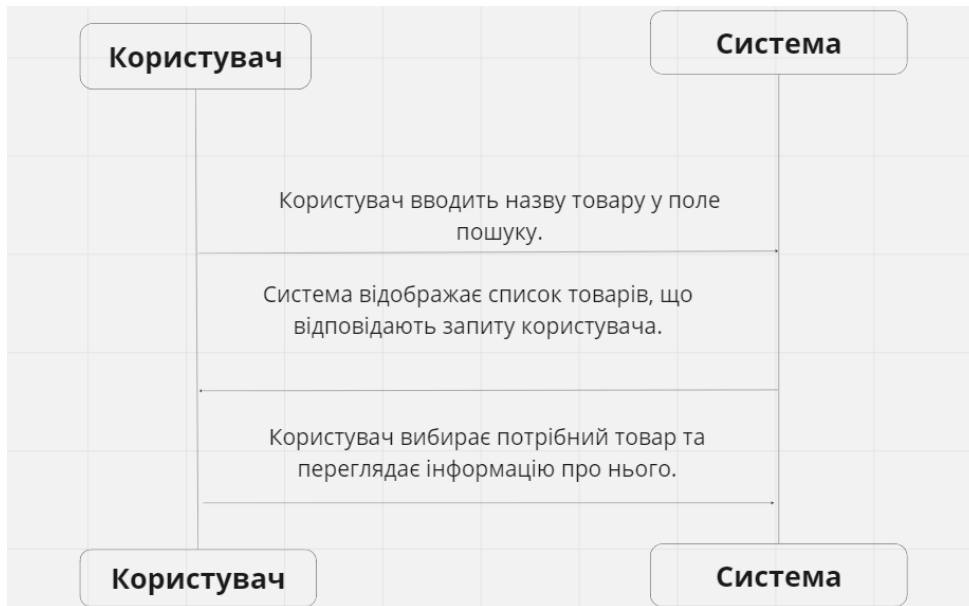 Користувач
Система
Користувач вводить назву товару у поле
пошуку.
Система відображає список товарів, що
відповідають запиту користувача.
Користувач вибирає потрібний товар та
переглядає інформацію про нього.
Користувач
Система